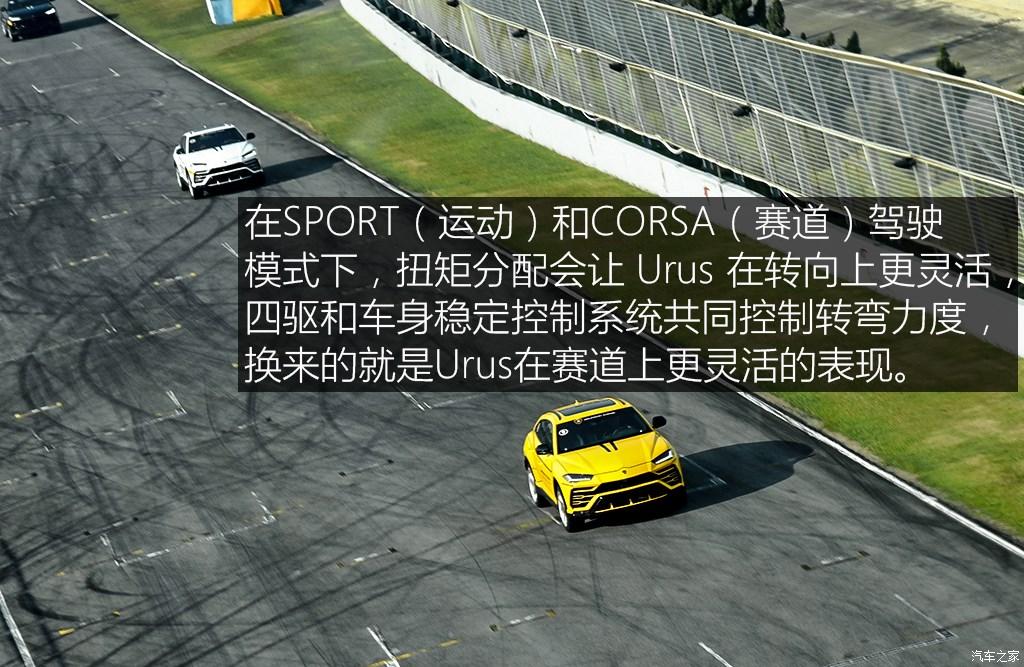 在SPORT（运动）和CORSA（赛道）驾驶
模式下，扭矩分配会让 Urus 在转向上更灵活，
四驱和车身稳定控制系统共同控制转弯力度，
换来的就是Urus在赛道上更灵活的表现。
汽车之家